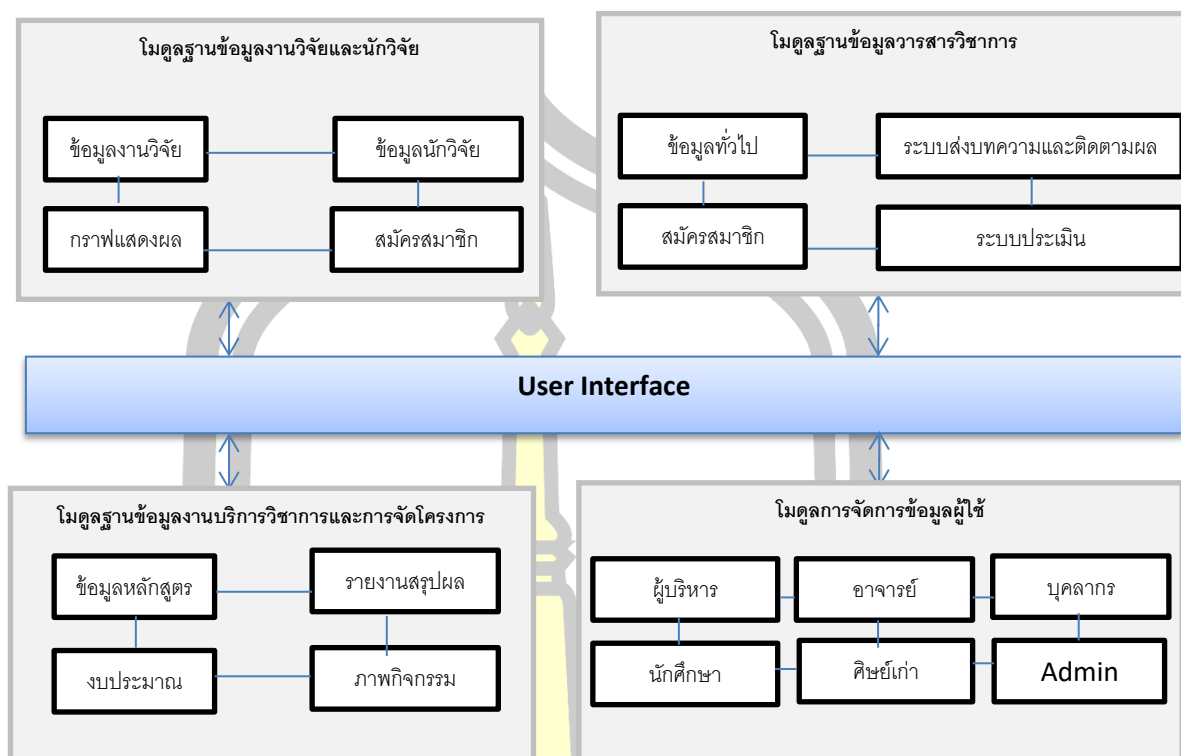 โมดูลฐานข้อมูลงานวิจัยและนักวิจัย
ข้อมูลงานวิจัย
ข้อมูลนักวิจัย
กราฟแสดงผล
สมัครสมาชิก
โมดูลฐานข้อมูลวารสารวิชาการ
ข้อมูลทั่วไป
ระบบส่งบทความและติดตามผล
สมัครสมาชิก
ระบบประเมิน
User Interface
โมดูลฐานข้อมูลงานบริการวิชาการและการจัดโครงการ
ข้อมูลหลักสูตร
รายงานสรุปผล
งบประมาณ
ภาพกิจกรรม
โมดูลการจัดการข้อมูลผู้ใช้
ผู้บริหาร
อาจารย์
บุคลากร
นักศึกษา
ศิษย์เก่า
Admin